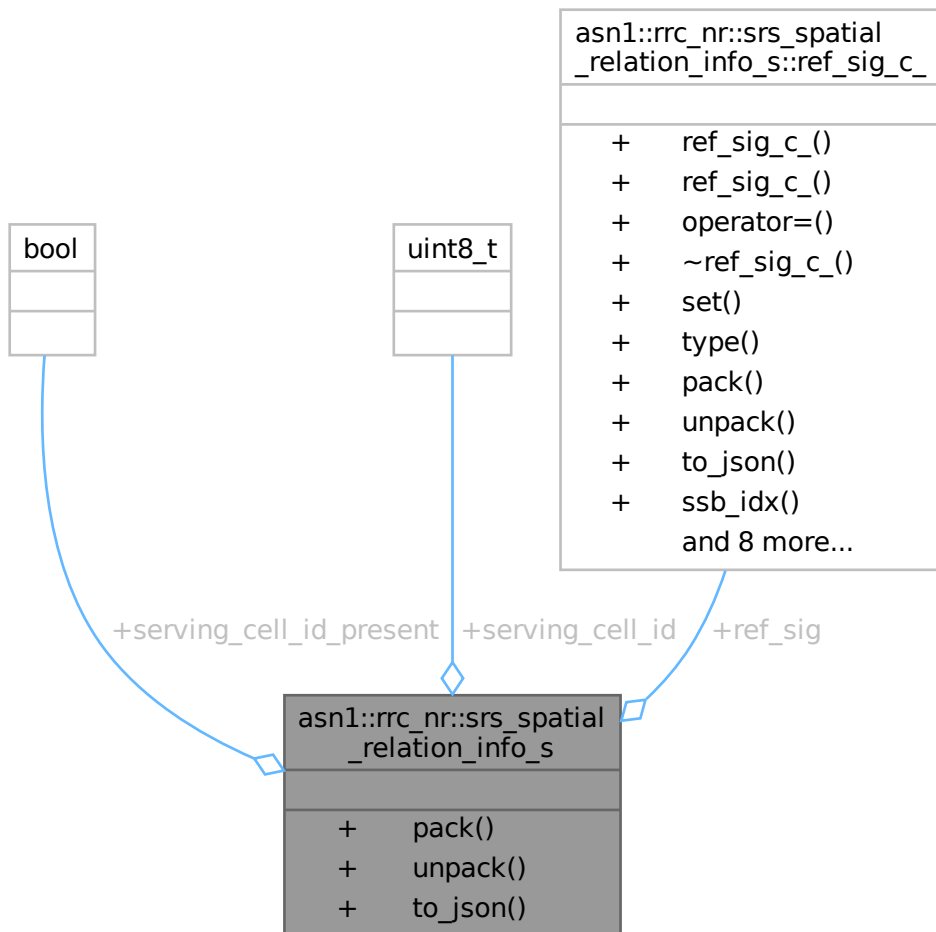 asn1::rrc_nr::srs_spatial
_relation_info_s::ref_sig_c_
+ ref_sig_c_()
+ ref_sig_c_()
+ operator=()
+ ~ref_sig_c_()
+ set()
+ type()
+ pack()
+ unpack()
+ to_json()
+ ssb_idx()
and 8 more...
bool
uint8_t
+serving_cell_id_present
+serving_cell_id
+ref_sig
asn1::rrc_nr::srs_spatial
_relation_info_s
+ pack()
+ unpack()
+ to_json()